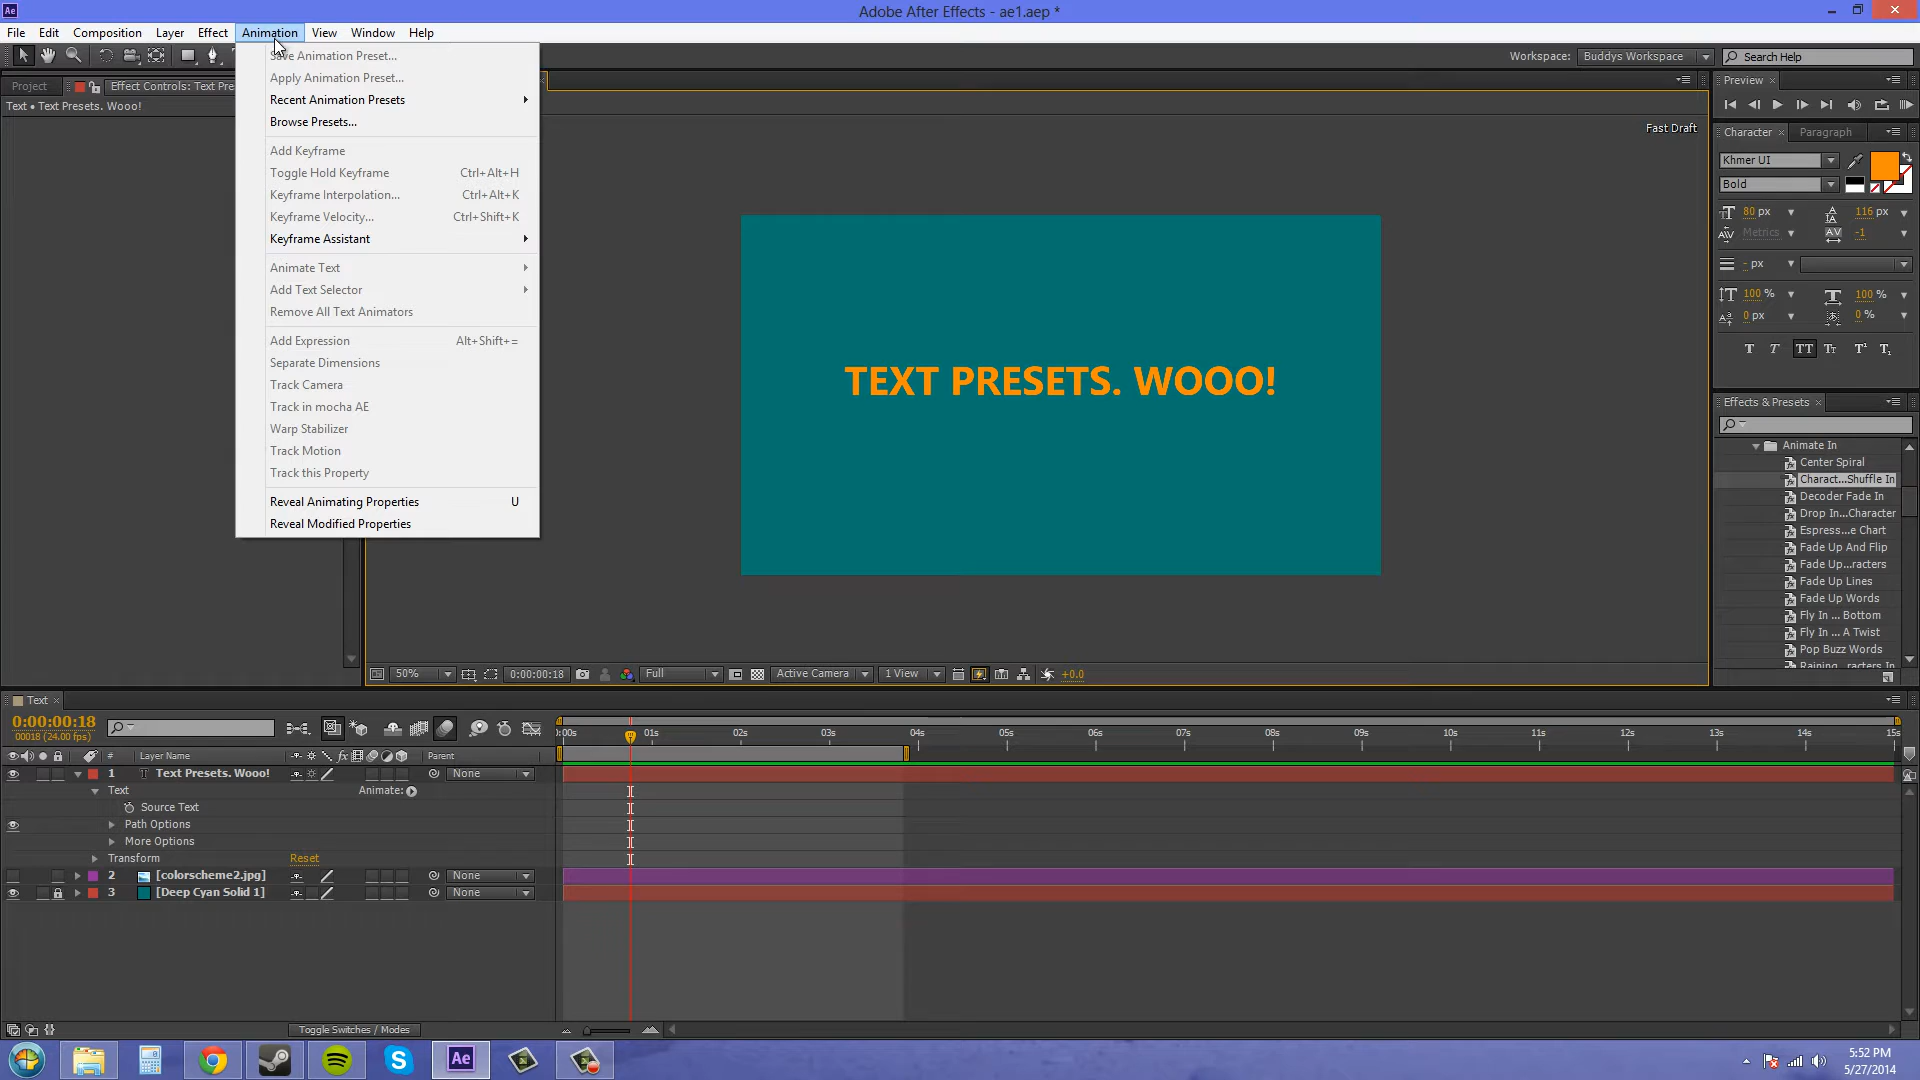 Adobe After Effects - ae1.aep *
File Edit Composition Layer Effect Animation View Window Help
Workspace: Buddys Workspace Search Help
Project Effect Controls: Text Pre
Text • Text Presets. Wooo!
Save Animation Preset...
Apply Animation Preset...
Recent Animation Presets
Browse Presets...
Add Keyframe
Toggle Hold Keyframe Ctrl+Alt+H
Keyframe Interpolation... Ctrl+Alt+K
Keyframe Velocity... Ctrl+Shift+K
Keyframe Assistant
Animate Text
Add Text Selector
Remove All Text Animators
Add Expression Alt+Shift+=
Separate Dimensions
Track Camera
Track in mocha AE
Warp Stabilizer
Track Motion
Track this Property
Reveal Animating Properties U
Reveal Modified Properties
Fast Draft
TEXT PRESETS. WOOO!
50% 0:00:00:18 Full Active Camera 1 View +0.0
Preview
Character Paragraph
Khmer UI
Bold
80 px 116 px
Metrics -1
- px
100 % 100 %
0 px 0 %
T T TT Tt T¹ T₁
Effects & Presets
Animate In
Center Spiral
Charact...Shuffle In
Decoder Fade In
Drop In...Character
Espress...e Chart
Fade Up And Flip
Fade Up...racters
Fade Up Lines
Fade Up Words
Fly In ... Bottom
Fly In ... A Twist
Pop Buzz Words
Raining...racters In
Text
0:00:00:18
00018 (24.00 fps)
:00s 01s 02s 03s 04s 05s 06s 07s 08s 09s 10s 11s 12s 13s 14s 15s
# Layer Name Parent
1 Text Presets. Wooo! None
Text Animate:
Source Text
Path Options
More Options
Transform Reset
2 [colorscheme2.jpg] None
3 [Deep Cyan Solid 1] None
Toggle Switches / Modes
Ae
5:52 PM
5/27/2014